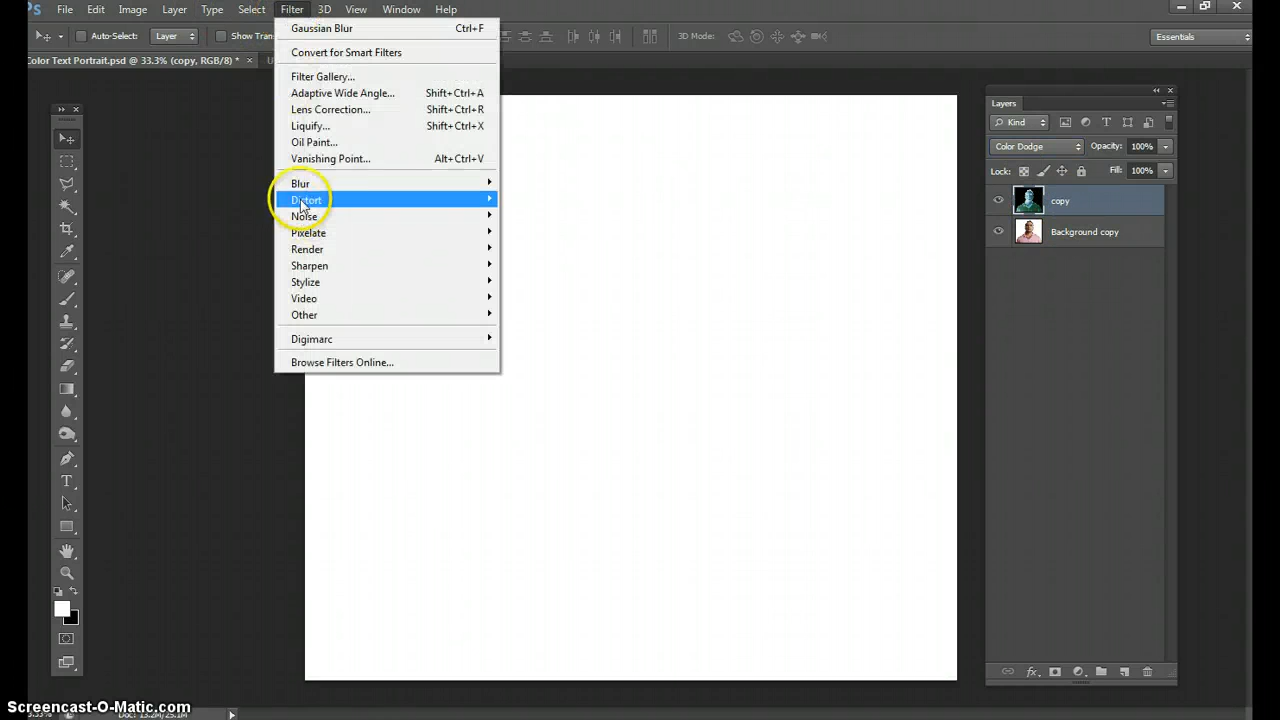 Ps File Edit Image Layer Type Select Filter 3D View Window Help
Auto-Select: Layer Show Tran 3D Mode: Essentials
Color Text Portrait.psd @ 33.3% (copy, RGB/8) * × U
Gaussian Blur Ctrl+F
Convert for Smart Filters
Filter Gallery...
Adaptive Wide Angle... Shift+Ctrl+A
Lens Correction... Shift+Ctrl+R
Liquify... Shift+Ctrl+X
Oil Paint...
Vanishing Point... Alt+Ctrl+V
Blur
Distort
Noise
Pixelate
Render
Sharpen
Stylize
Video
Other
Digimarc
Browse Filters Online...
Layers
Kind
Color Dodge Opacity: 100%
Lock: Fill: 100%
copy
Background copy
Screencast-O-Matic.com